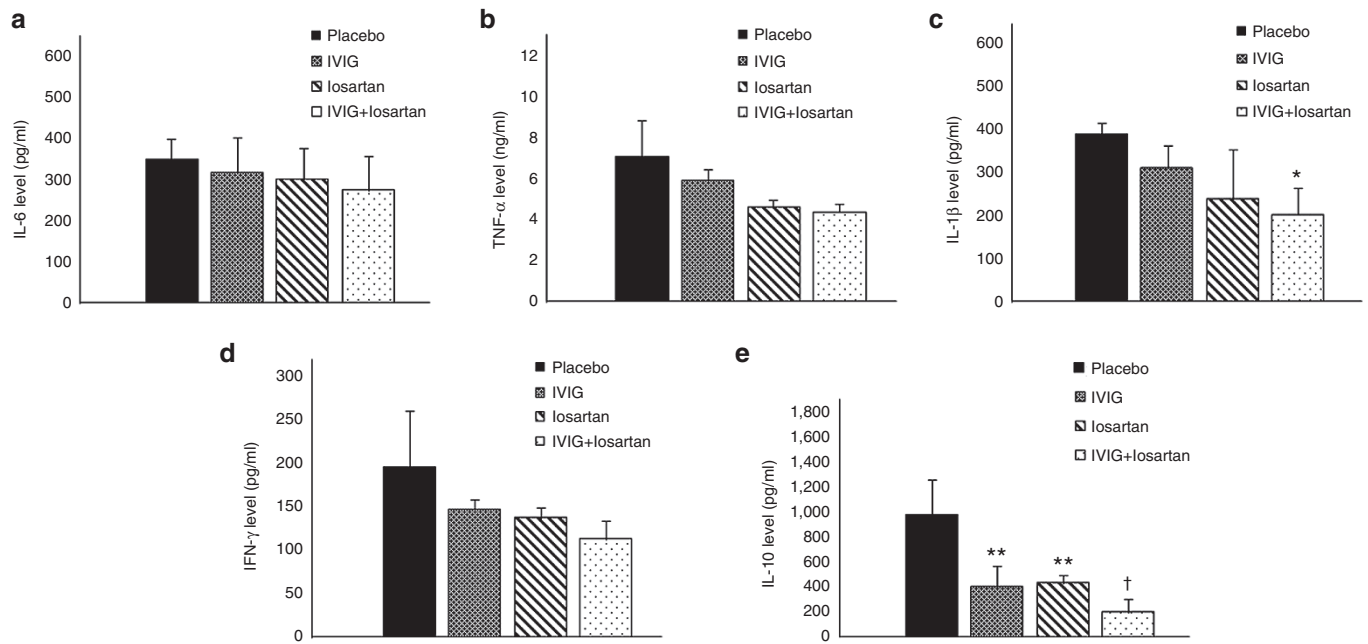 a
Placebo
IVIG
losartan
IVIG+losartan
600
500
400
300
200
100
0
IL-6 level (pg/ml)
b
Placebo
IVIG
losartan
IVIG+losartan
12
10
8
6
4
2
0
TNF-α level (ng/ml)
c
Placebo
IVIG
losartan
IVIG+losartan
600
500
400
300
200
100
0
IL-1β level (pg/ml)
*
d
Placebo
IVIG
losartan
IVIG+losartan
300
250
200
150
100
50
0
IFN-γ level (pg/ml)
e
Placebo
IVIG
losartan
IVIG+losartan
1,800
1,600
1,400
1,200
1,000
800
600
400
200
0
IL-10 level (pg/ml)
**
**
†